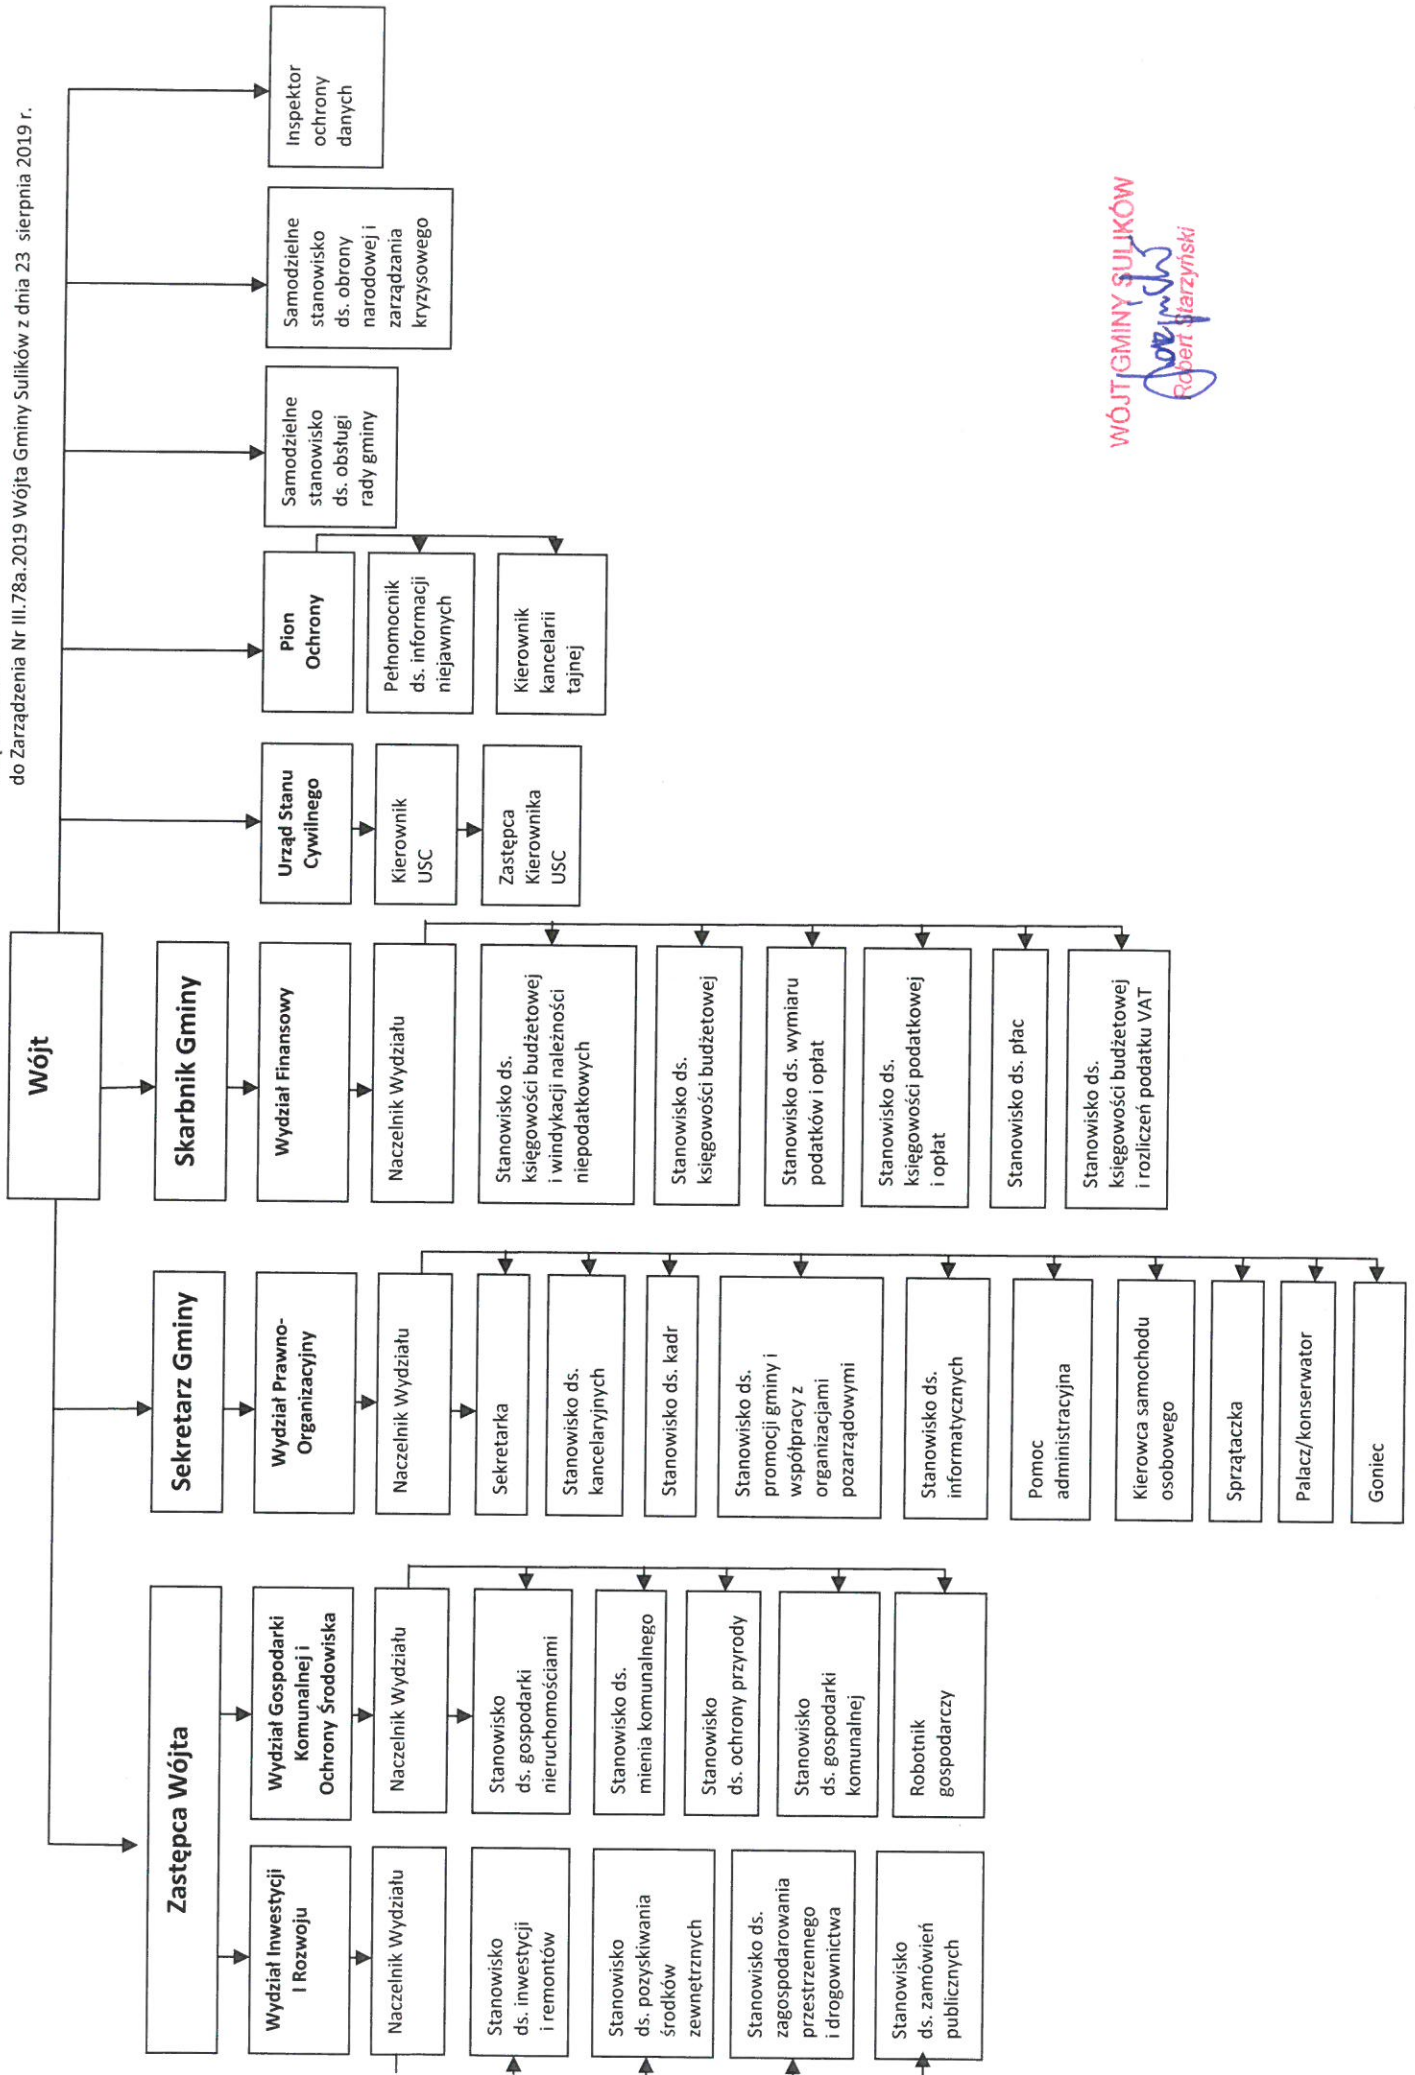 do Zarządzenia Nr III.78a.2019 Wójta Gminy Sulików z dnia 23 sierpnia 2019 r.
Wójt
Zastępca Wójta
Sekretarz Gminy
Skarbnik Gminy
Wydział Inwestycji
I Rozwoju
Wydział Gospodarki
Komunalnej i
Ochrony Środowiska
Wydział Prawno-
Organizacyjny
Wydział Finansowy
Urząd Stanu
Cywilnego
Pion
Ochrony
Samodzielne
stanowisko
ds. obsługi
rady gminy
Samodzielne
stanowisko
ds. obrony
narodowej i
zarządzania
kryzysowego
Inspektor
ochrony
danych
Naczelnik Wydziału
Stanowisko
ds. inwestycji
i remontów
Stanowisko
ds. pozyskiwania
środków
zewnętrznych
Stanowisko ds.
zagospodarowania
przestrzennego
i drogownictwa
Stanowisko
ds. zamówień
publicznych
Naczelnik Wydziału
Stanowisko
ds. gospodarki
nieruchomościami
Stanowisko ds.
mienia komunalnego
Stanowisko
ds. ochrony przyrody
Stanowisko
ds. gospodarki
komunalnej
Robotnik
gospodarczy
Naczelnik Wydziału
Sekretarka
Stanowisko ds.
kancelaryjnych
Stanowisko ds. kadr
Stanowisko ds.
promocji gminy i
współpracy z
organizacjami
pozarządowymi
Stanowisko ds.
informatycznych
Pomoc
administracyjna
Kierowca samochodu
osobowego
Sprzątaczka
Palacz/konserwator
Goniec
Naczelnik Wydziału
Stanowisko ds.
księgowości budżetowej
i windykacji należności
niepodatkowych
Stanowisko ds.
księgowości budżetowej
Stanowisko ds. wymiaru
podatków i opłat
Stanowisko ds.
księgowości podatkowej
i opłat
Stanowisko ds. płac
Stanowisko ds.
księgowości budżetowej
i rozliczeń podatku VAT
Kierownik
USC
Zastępca
Kierownika
USC
Pełnomocnik
ds. informacji
niejawnych
Kierownik
kancelarii
tajnej
WÓJT GMINY SULIKÓW
Robert Starzyński